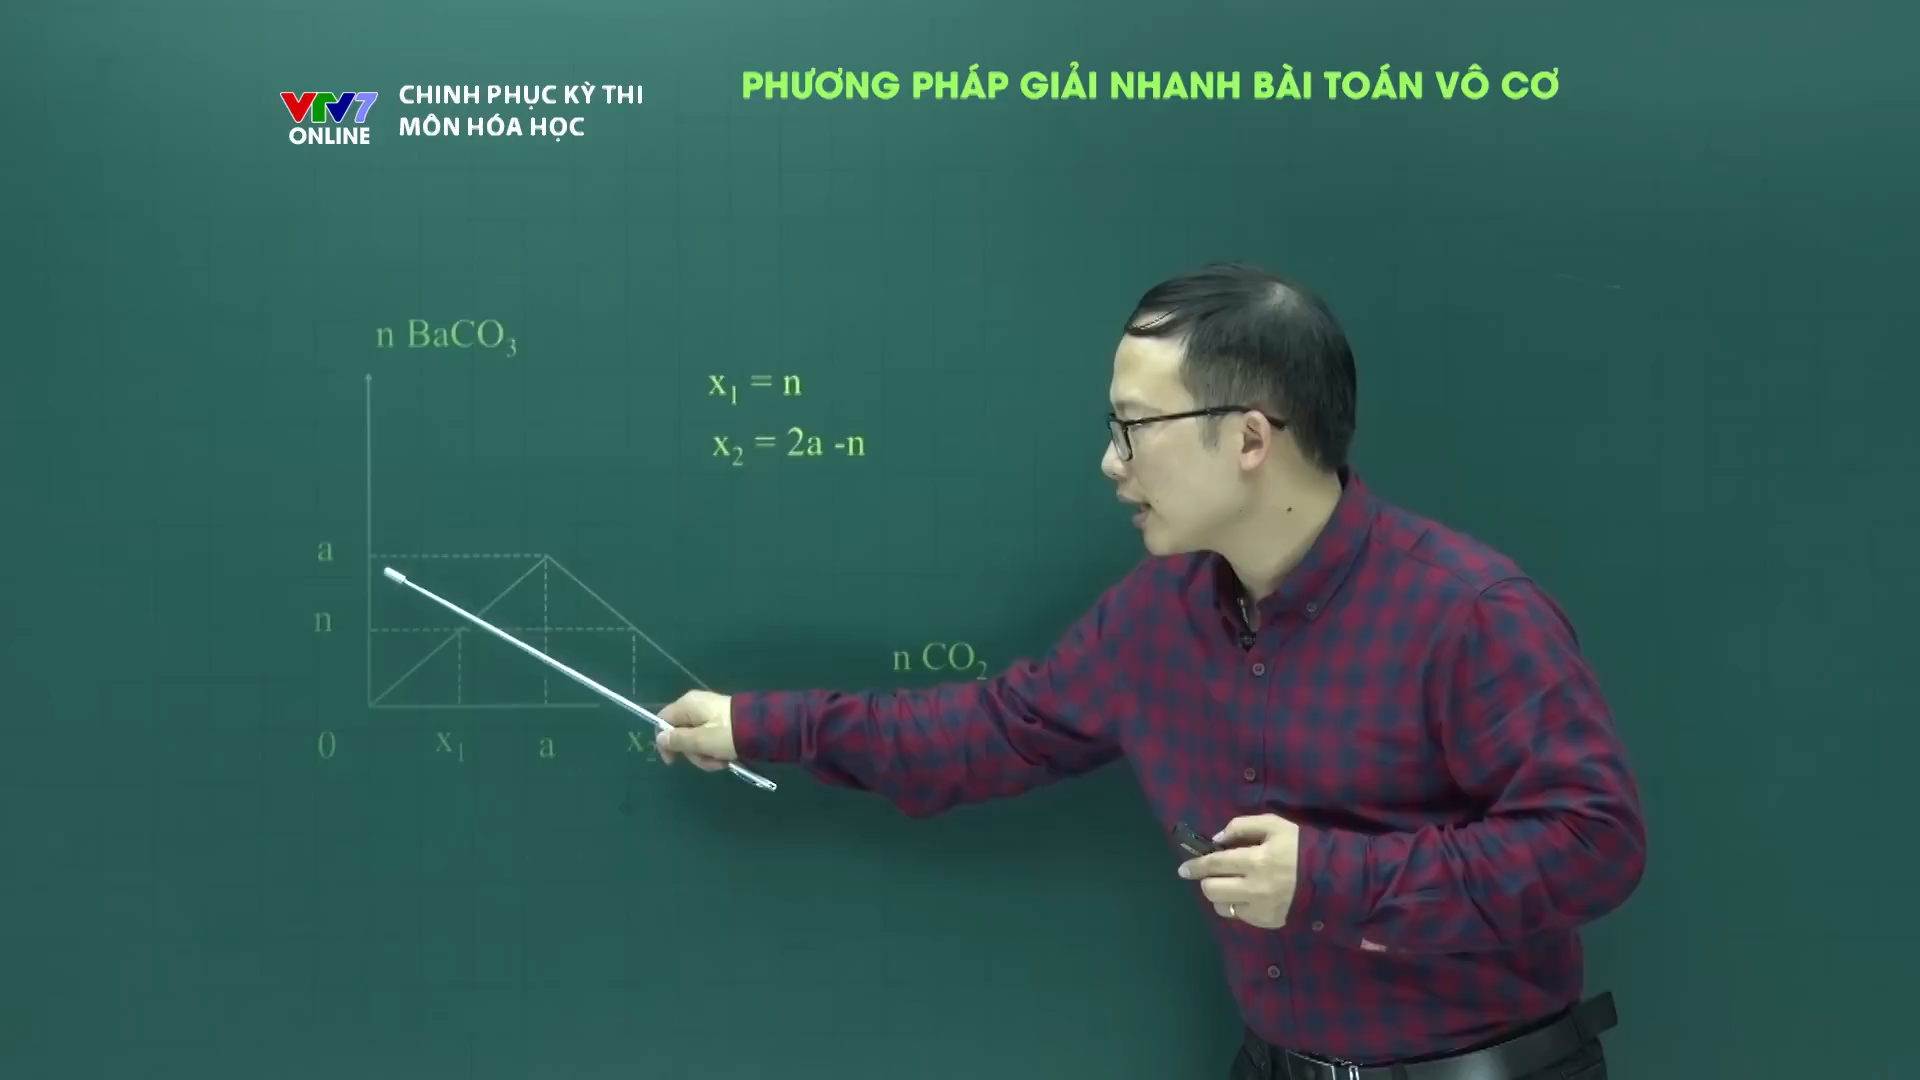 VTV7
ONLINE
CHINH PHỤC KỲ THI
MÔN HÓA HỌC
PHƯƠNG PHÁP GIẢI NHANH BÀI TOÁN VÔ CƠ
n BaCO₃
x₁ = n
x₂ = 2a -n
a
n
n CO₂
0
x₁
a
x₂